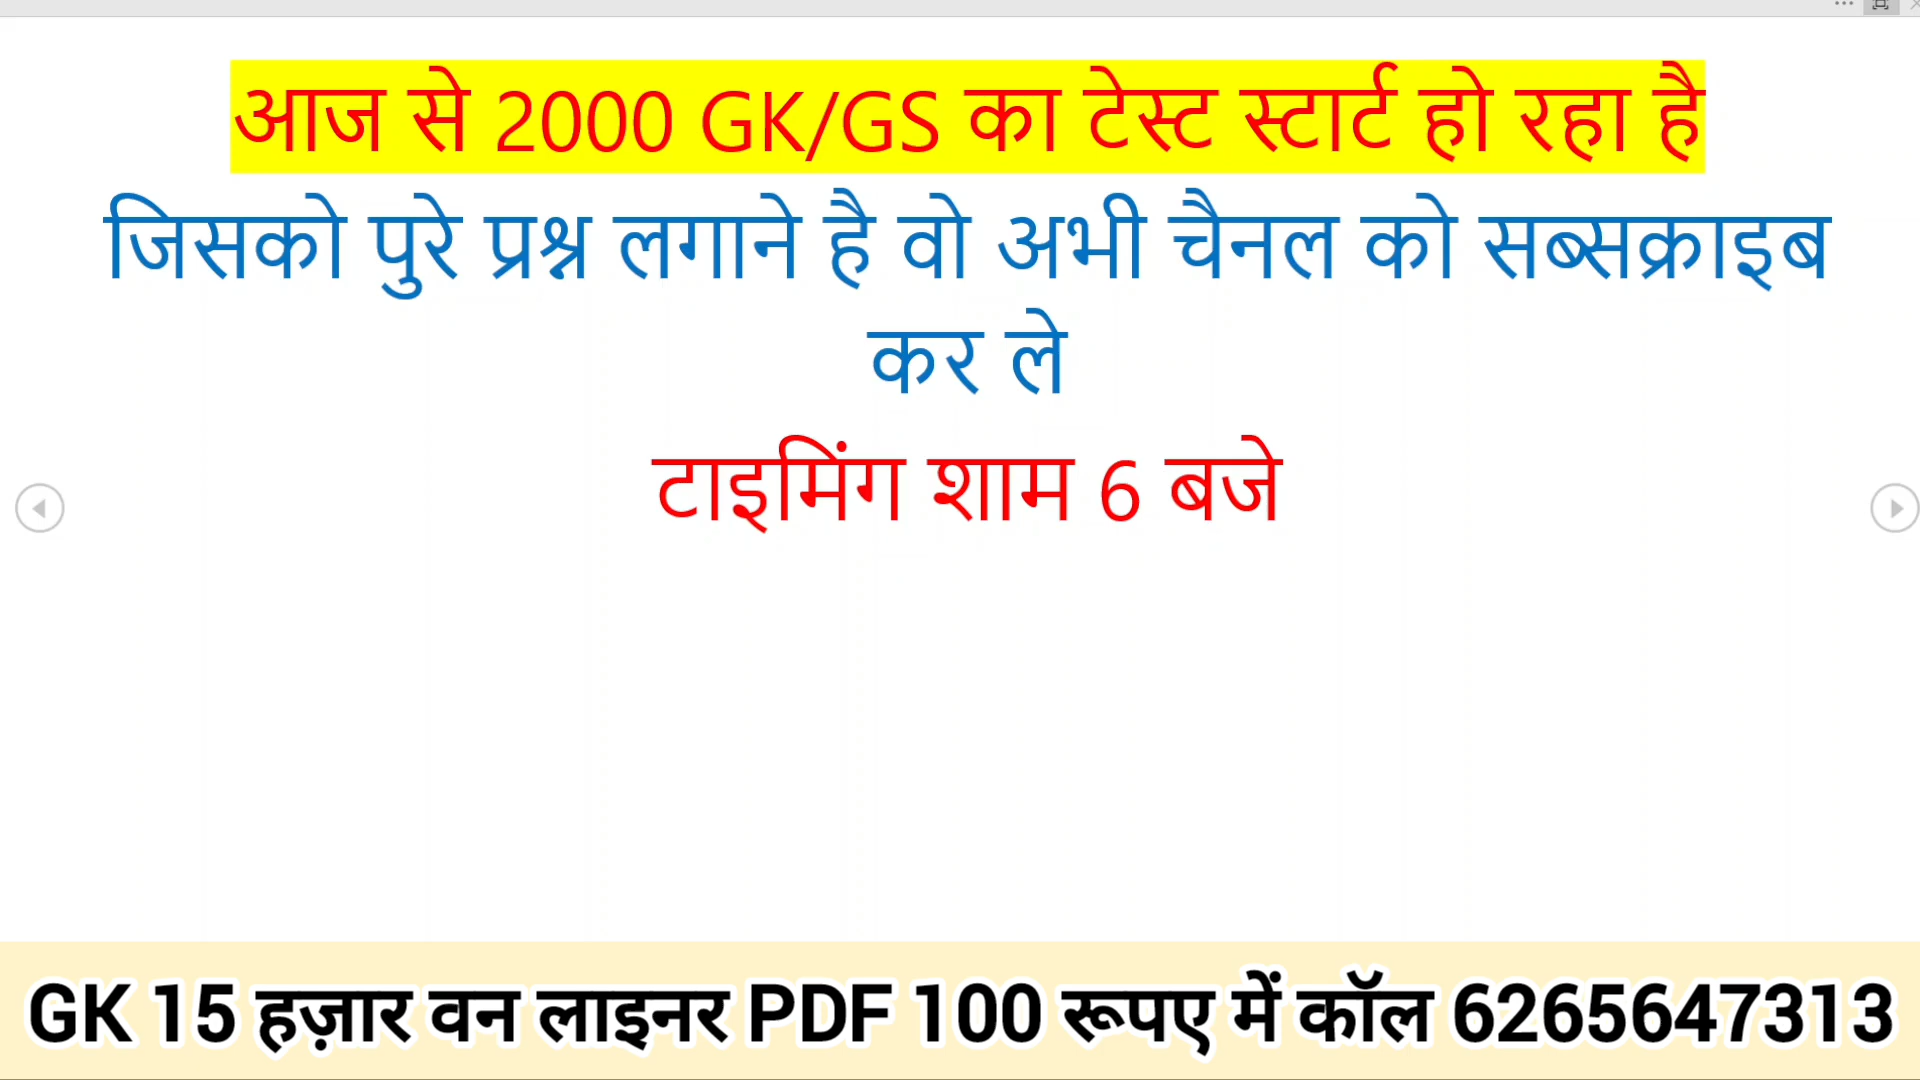 आज से 2000 GK/GS का टेस्ट स्टार्ट हो रहा है
जिसको पुरे प्रश्न लगाने है वो अभी चैनल को सब्सक्राइब
कर ले
टाइमिंग शाम 6 बजे
GK 15 हज़ार वन लाइनर PDF 100 रूपए में कॉल 6265647313